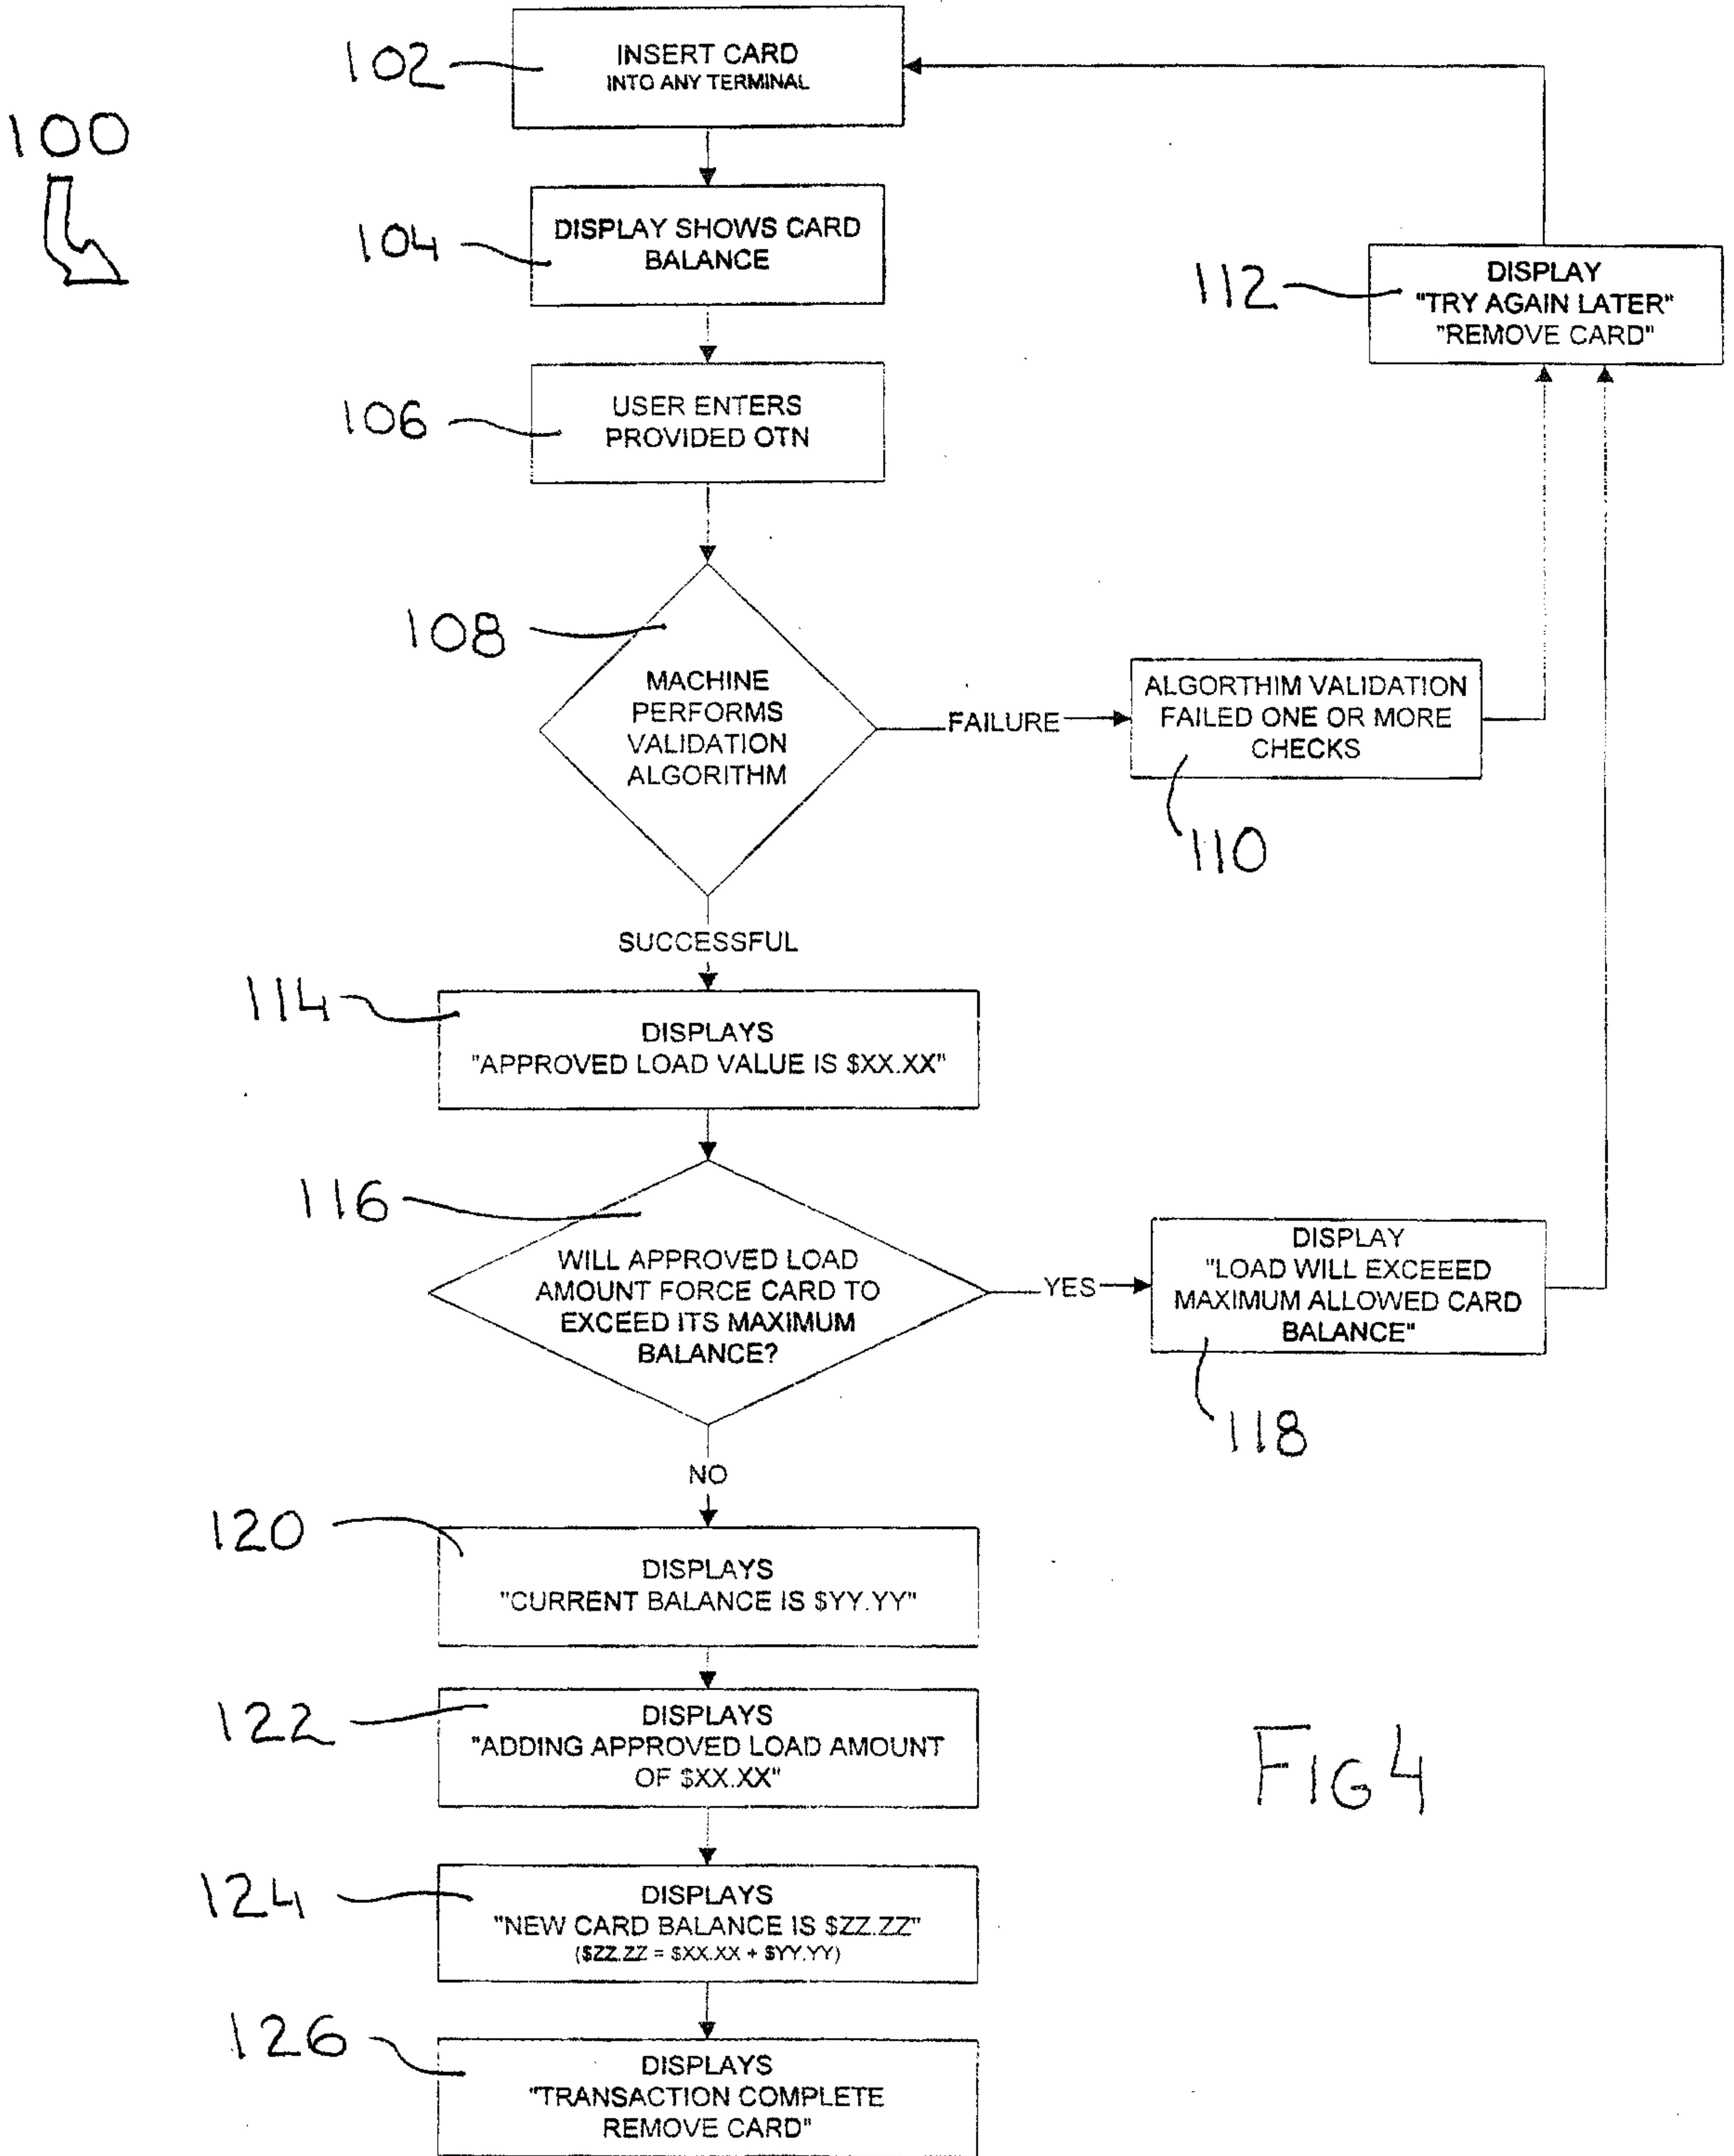 102
INSERT CARD
INTO ANY TERMINAL
100
104
DISPLAY SHOWS CARD
BALANCE
112
DISPLAY
"TRY AGAIN LATER"
"REMOVE CARD"
106
USER ENTERS
PROVIDED OTN
108
MACHINE
PERFORMS
VALIDATION
ALGORITHM
FAILURE
ALGORTHIM VALIDATION
FAILED ONE OR MORE
CHECKS
110
SUCCESSFUL
114
DISPLAYS
"APPROVED LOAD VALUE IS $XX.XX"
116
WILL APPROVED LOAD
AMOUNT FORCE CARD TO
EXCEED ITS MAXIMUM
BALANCE?
YES
DISPLAY
"LOAD WILL EXCEEED
MAXIMUM ALLOWED CARD
BALANCE"
118
NO
120
DISPLAYS
"CURRENT BALANCE IS $YY.YY"
122
DISPLAYS
"ADDING APPROVED LOAD AMOUNT
OF $XX.XX"
FIG 4
124
DISPLAYS
"NEW CARD BALANCE IS $ZZ.ZZ"
($ZZ.ZZ = $XX.XX + $YY.YY)
126
DISPLAYS
"TRANSACTION COMPLETE
REMOVE CARD"